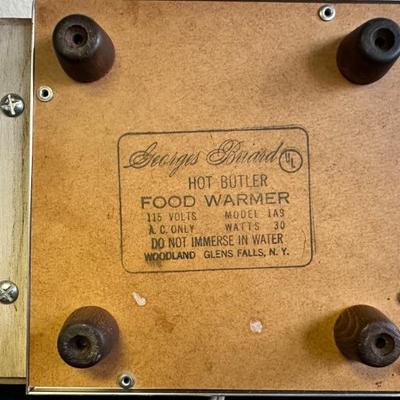 Georges Briard UL
HOT BUTLER
FOOD WARMER
115 VOLTS MODEL 1A9
A.C. ONLY WATTS 30
DO NOT IMMERSE IN WATER
WOODLAND GLENS FALLS, N.Y.